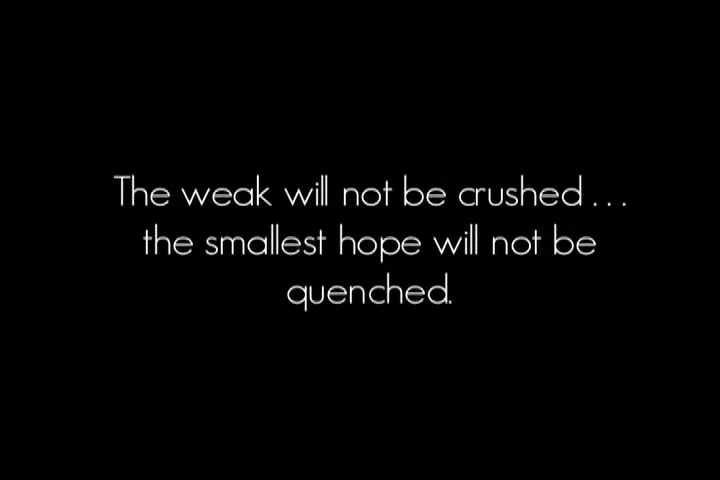 The weak will not be crushed . . .
the smallest hope will not be
quenched.